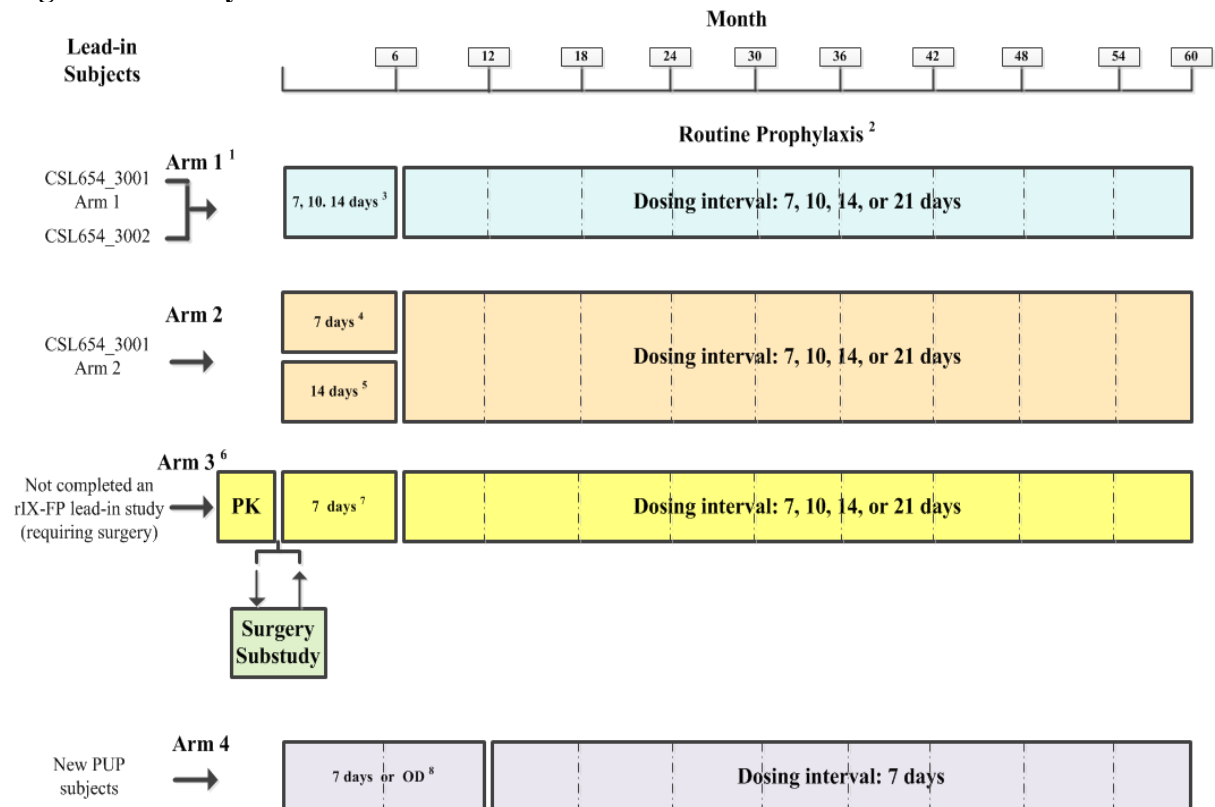 Month
Lead-in
Subjects
6 12 18 24 30 36 42 48 54 60
Routine Prophylaxis 2
Arm 1 1
CSL654_3001
Arm 1
CSL654_3002
7, 10. 14 days 3
Dosing interval: 7, 10, 14, or 21 days
Arm 2
CSL654_3001
Arm 2
7 days 4
14 days 5
Dosing interval: 7, 10, 14, or 21 days
Arm 3 6
Not completed an
rIX-FP lead-in study
(requiring surgery)
PK
7 days 7
Dosing interval: 7, 10, 14, or 21 days
Surgery
Substudy
Arm 4
New PUP
subjects
7 days or OD 8
Dosing interval: 7 days